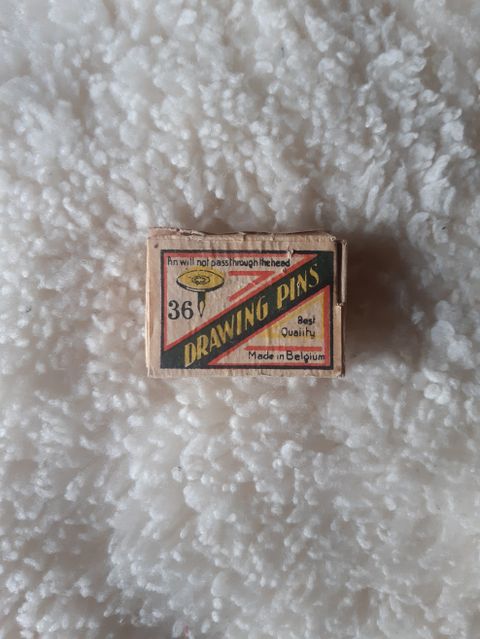 Pin will not pass through the head
36
DRAWING PINS
Best
Quality
Made in Belgium